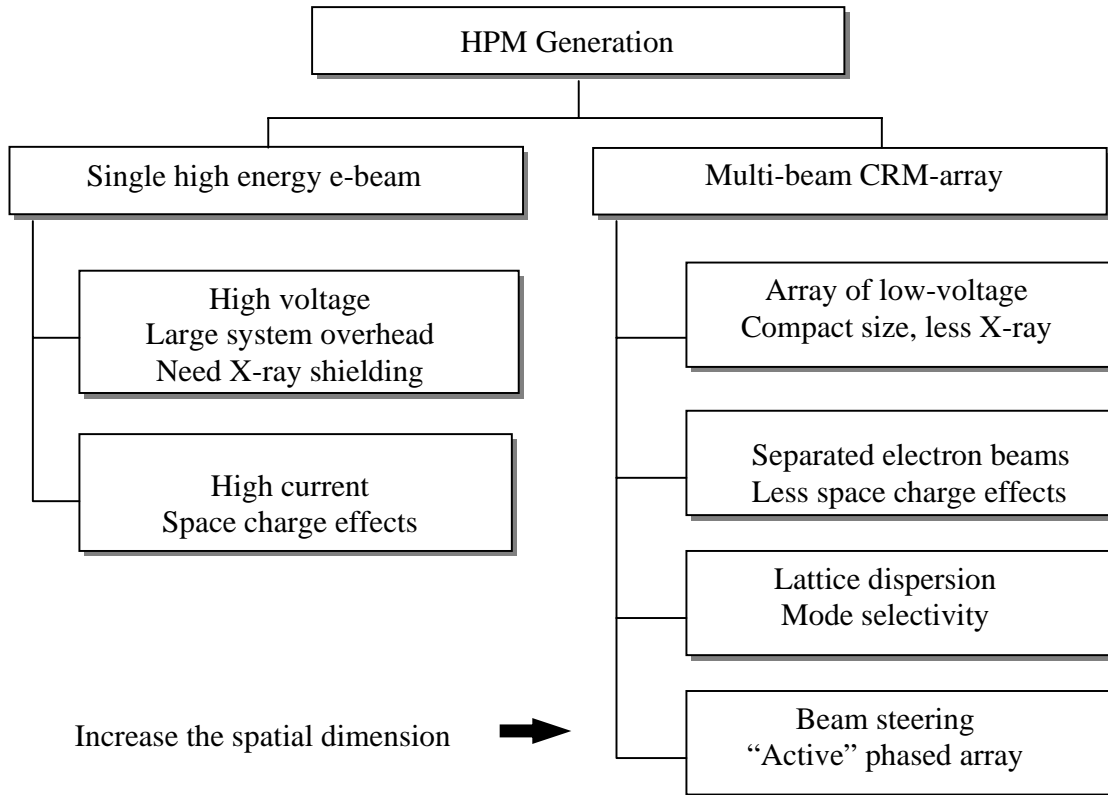 HPM Generation
Single high energy e-beam
Multi-beam CRM-array
High voltage
Large system overhead
Need X-ray shielding
High current
Space charge effects
Array of low-voltage
Compact size, less X-ray
Separated electron beams
Less space charge effects
Lattice dispersion
Mode selectivity
Increase the spatial dimension
Beam steering
“Active” phased array